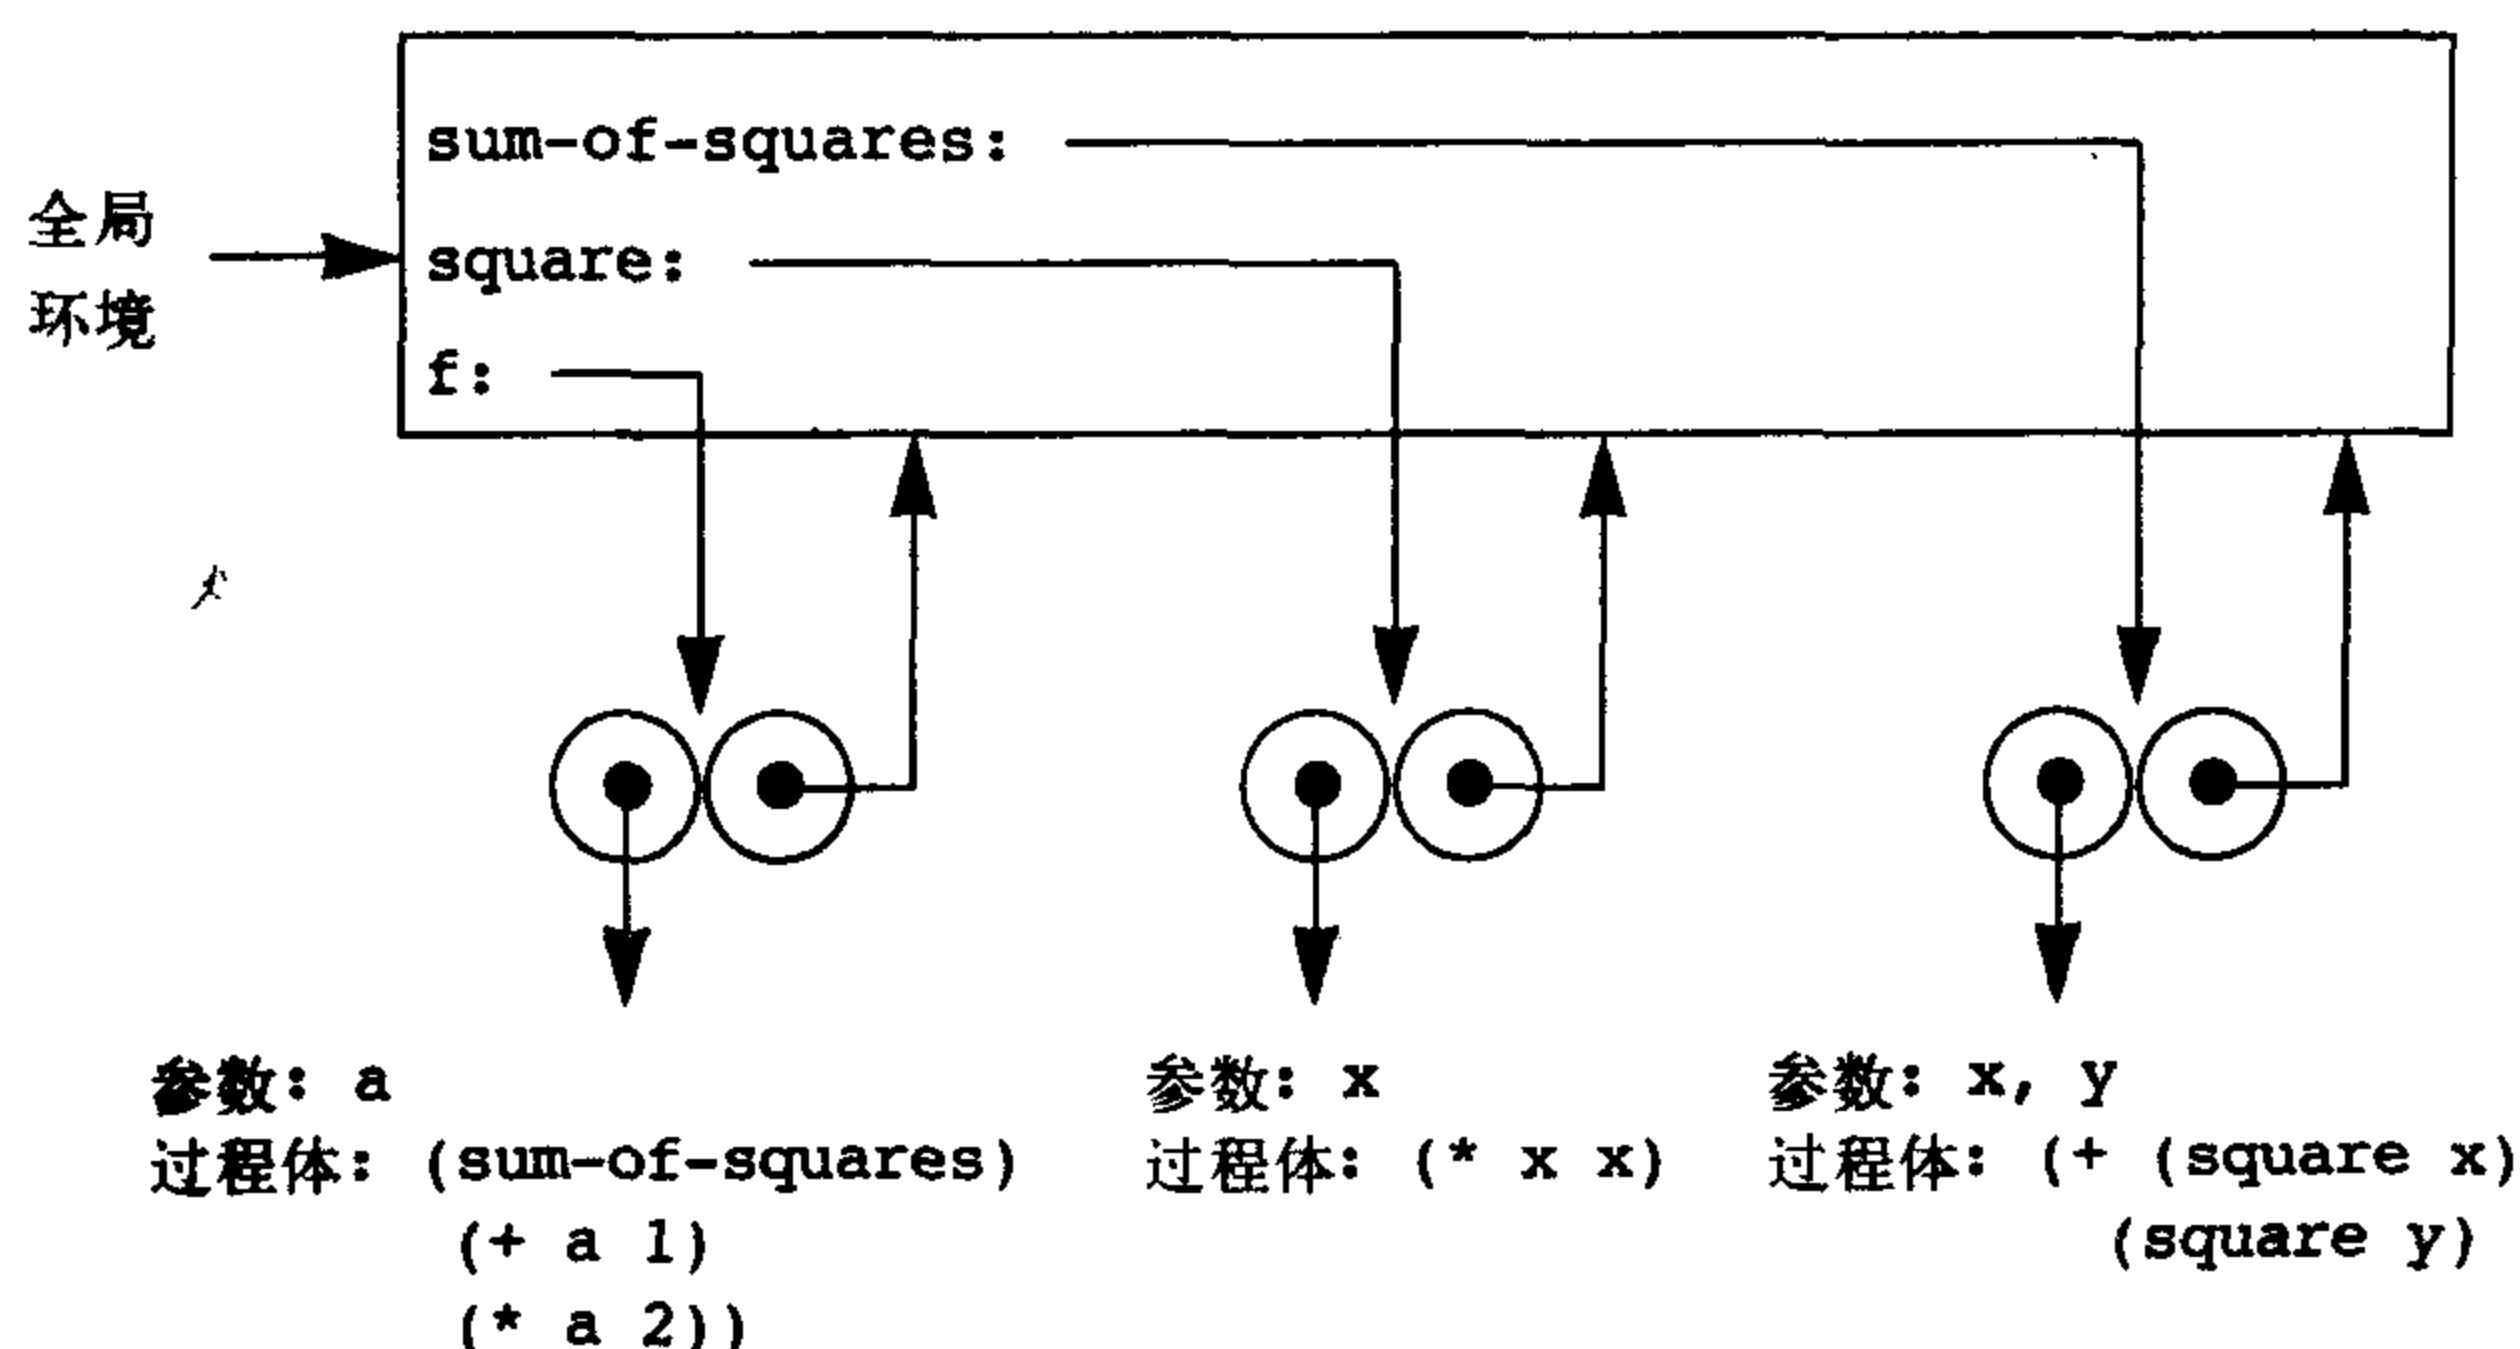 sum-of-squares:
全局
环境
square:
f:
参数: a
过程体: (sum-of-squares)
(+ a 1)
(* a 2))
参数: x
过程体: (* x x)
参数: x, y
过程体: (+ (square x)
(square y)